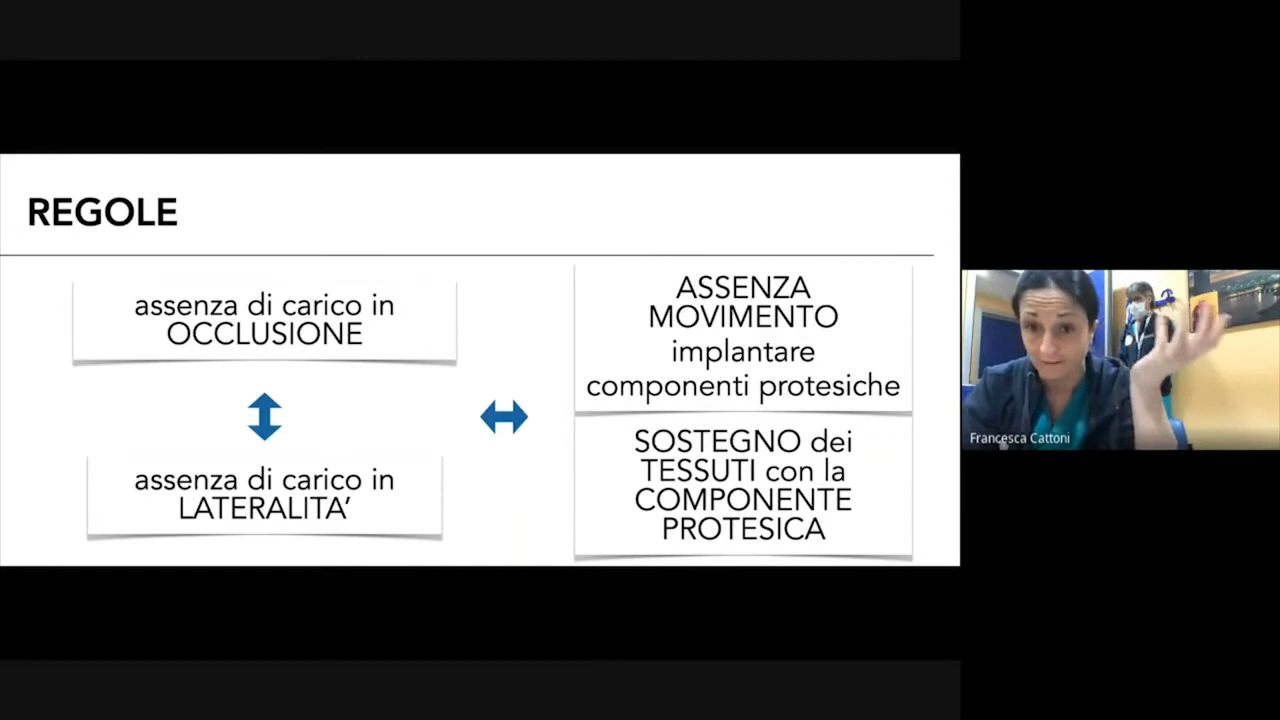 REGOLE
assenza di carico in
OCCLUSIONE
assenza di carico in
LATERALITA’
ASSENZA
MOVIMENTO
implantare
componenti protesiche
SOSTEGNO dei
TESSUTI con la
COMPONENTE
PROTESICA
Francesca Cattoni